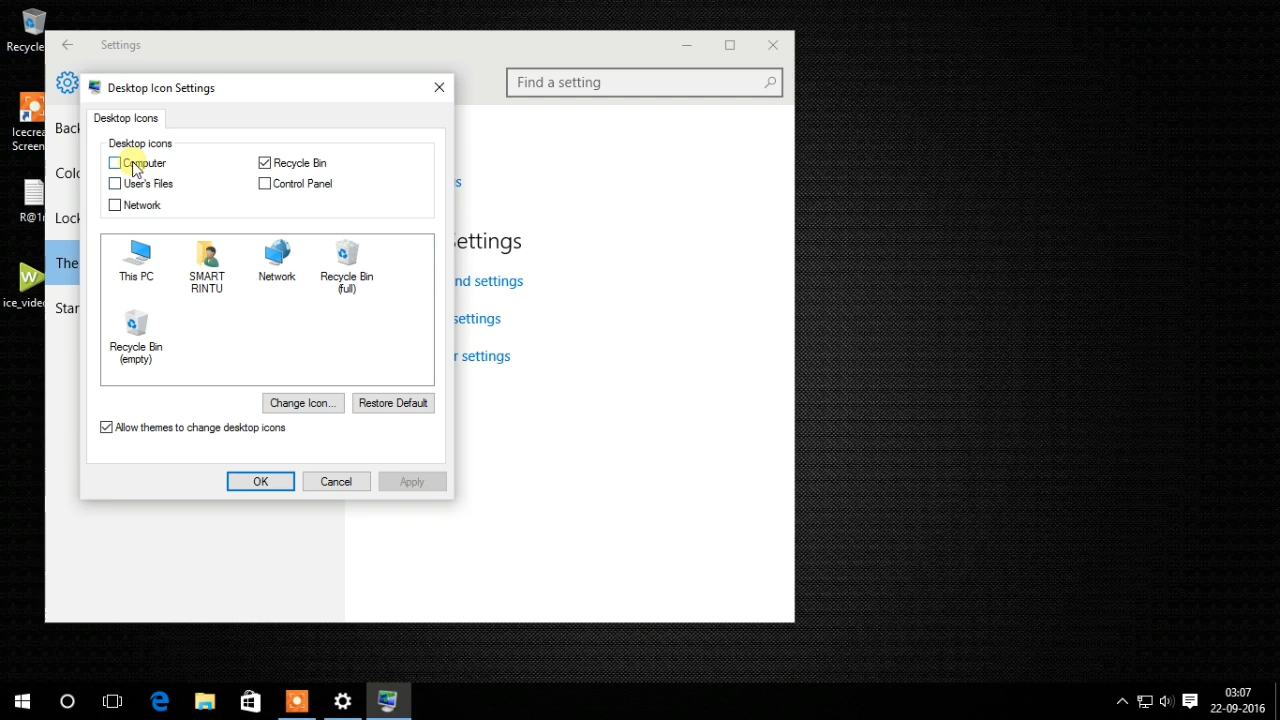 Recycle
Icecrea
Screen
R@1n
ice_video
Settings
Find a setting
Back
Colo
Lock
The
Star
s
Settings
nd settings
settings
r settings
Desktop Icon Settings
Desktop Icons
Desktop icons
Computer
Recycle Bin
User's Files
Control Panel
Network
This PC
SMART
RINTU
Network
Recycle Bin
(full)
Recycle Bin
(empty)
Change Icon...
Restore Default
Allow themes to change desktop icons
OK
Cancel
Apply
03:07
22-09-2016